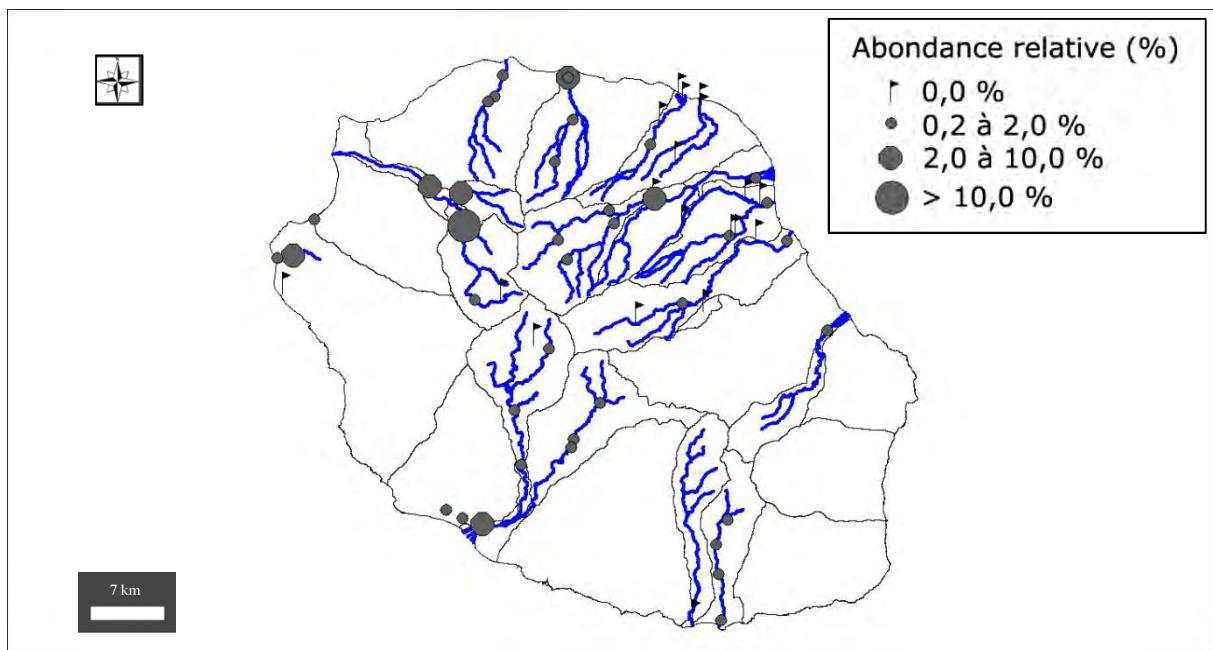 Abondance relative (%)
0,0 %
0,2 à 2,0 %
2,0 à 10,0 %
> 10,0 %
7 km